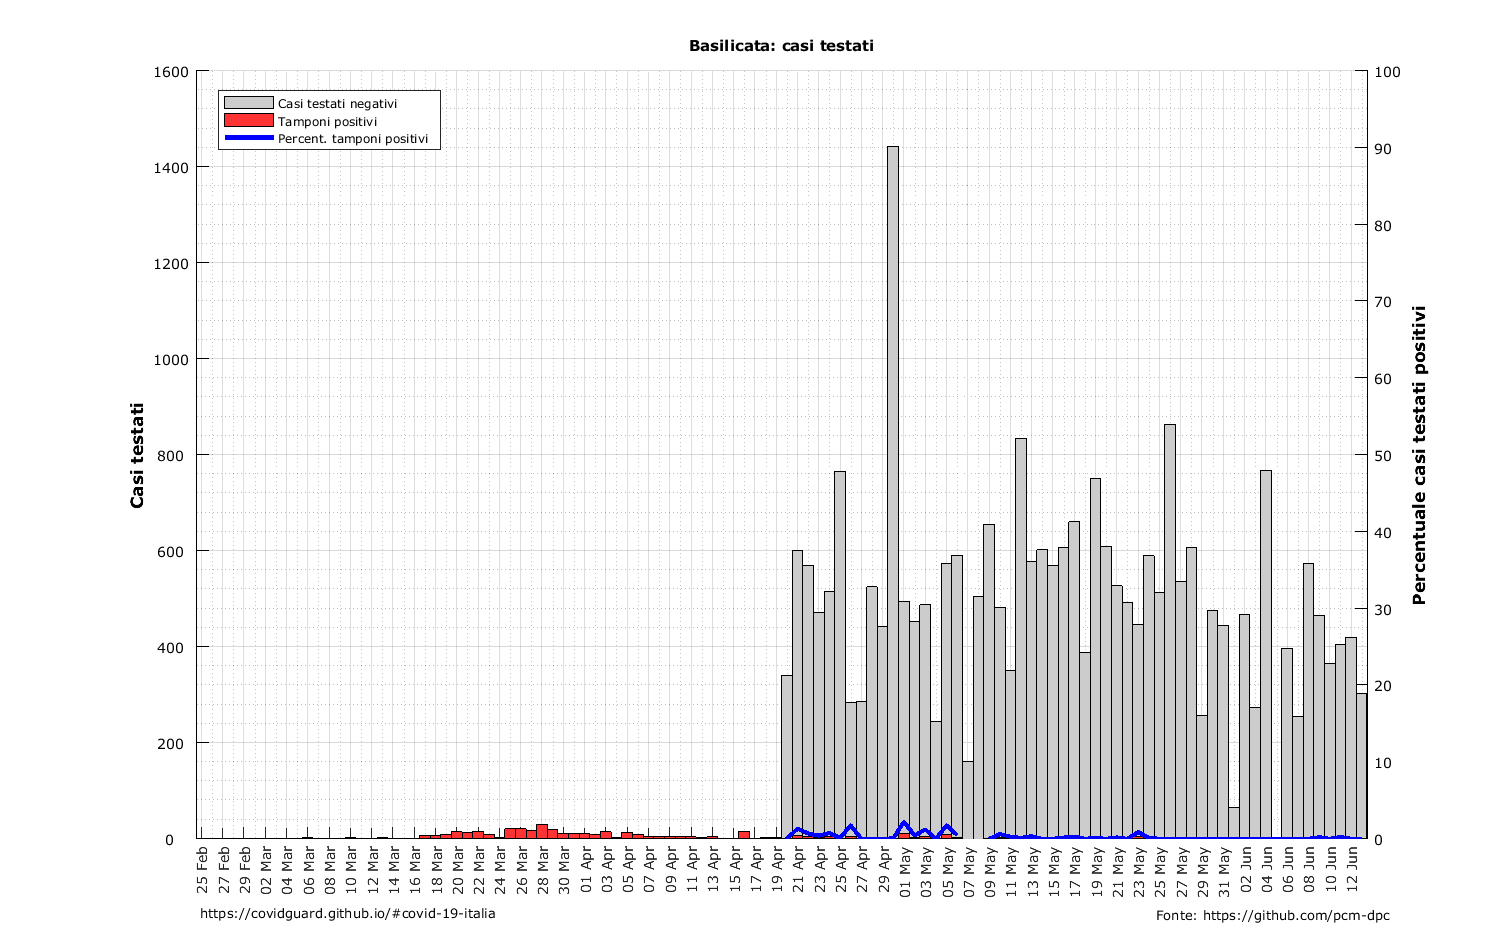 Basilicata: casi testati
Casi testati negativi
Tamponi positivi
Percent. tamponi positivi
Casi testati
1600
1400
1200
1000
800
600
400
200
0
Percentuale casi testati positivi
100
90
80
70
60
50
40
30
20
10
0
25 Feb
27 Feb
29 Feb
02 Mar
04 Mar
06 Mar
08 Mar
10 Mar
12 Mar
14 Mar
16 Mar
18 Mar
20 Mar
22 Mar
24 Mar
26 Mar
28 Mar
30 Mar
01 Apr
03 Apr
05 Apr
07 Apr
09 Apr
11 Apr
13 Apr
15 Apr
17 Apr
19 Apr
21 Apr
23 Apr
25 Apr
27 Apr
29 Apr
01 May
03 May
05 May
07 May
09 May
11 May
13 May
15 May
17 May
19 May
21 May
23 May
25 May
27 May
29 May
31 May
02 Jun
04 Jun
06 Jun
08 Jun
10 Jun
12 Jun
https://covidguard.github.io/#covid-19-italia
Fonte: https://github.com/pcm-dpc